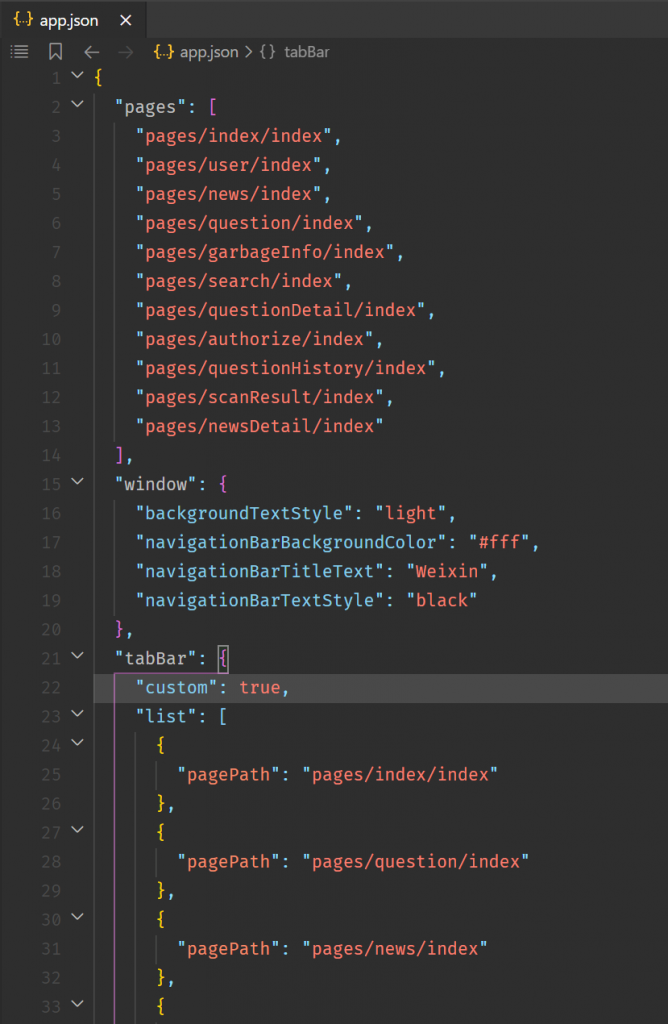 {..} app.json ×
{..} app.json > {} tabBar
1 {
2 "pages": [
3 "pages/index/index",
4 "pages/user/index",
5 "pages/news/index",
6 "pages/question/index",
7 "pages/garbageInfo/index",
8 "pages/search/index",
9 "pages/questionDetail/index",
10 "pages/authorize/index",
11 "pages/questionHistory/index",
12 "pages/scanResult/index",
13 "pages/newsDetail/index"
14 ],
15 "window": {
16 "backgroundTextStyle": "light",
17 "navigationBarBackgroundColor": "#fff",
18 "navigationBarTitleText": "Weixin",
19 "navigationBarTextStyle": "black"
20 },
21 "tabBar": {
22 "custom": true,
23 "list": [
24 {
25 "pagePath": "pages/index/index"
26 },
27 {
28 "pagePath": "pages/question/index"
29 },
30 {
31 "pagePath": "pages/news/index"
32 },
33 {